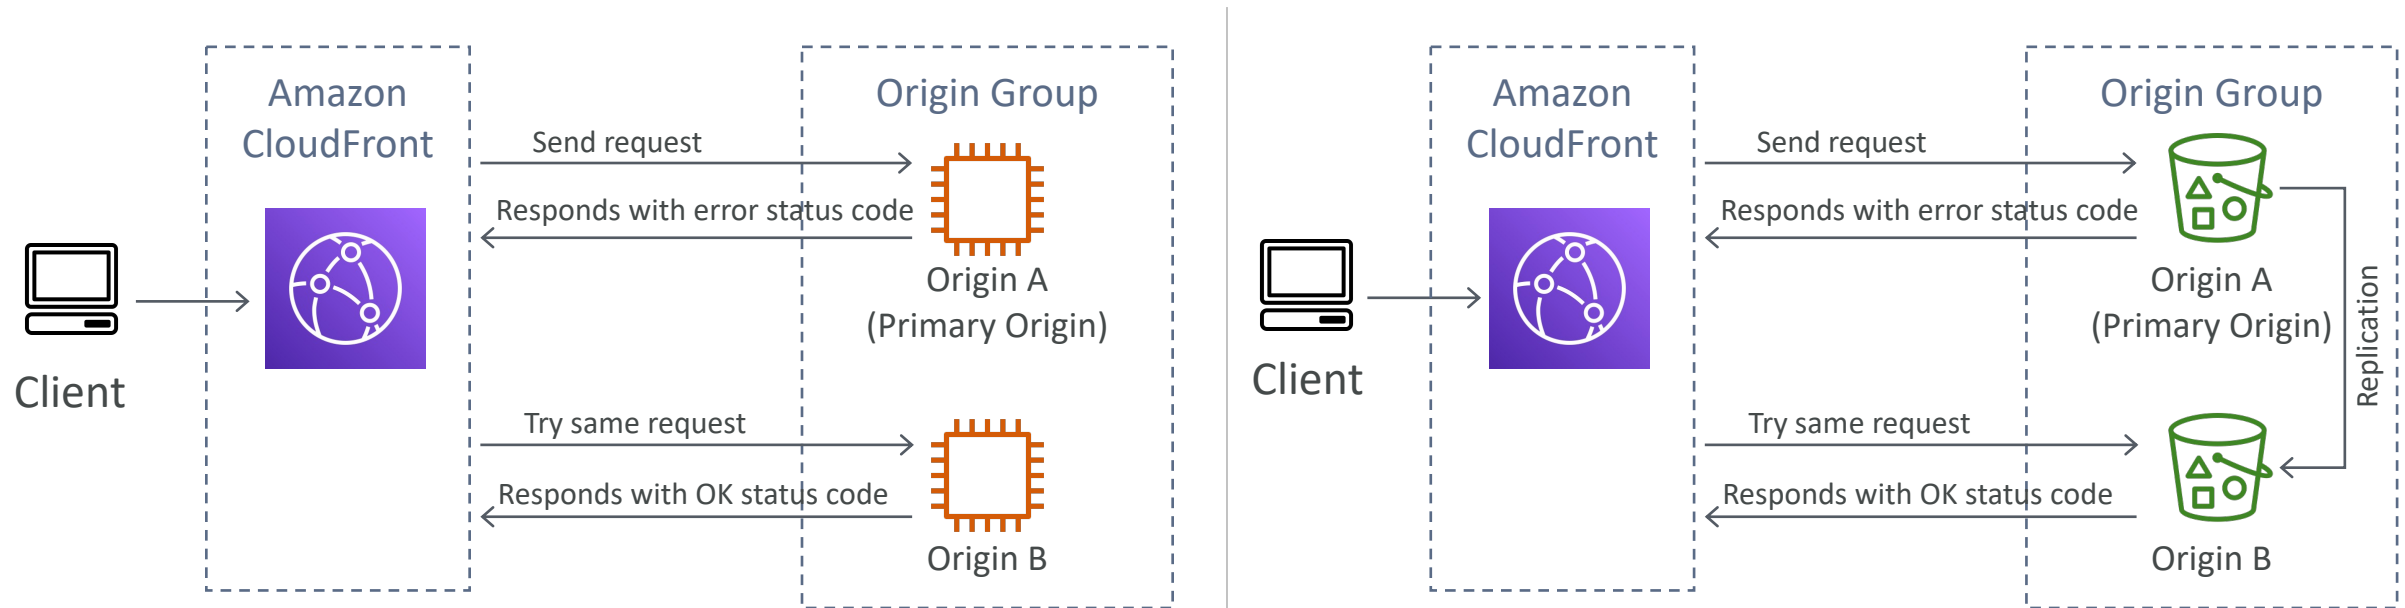 Amazon
CloudFront
Origin Group
Send request
Responds with error status code
Origin A
(Primary Origin)
Client
Try same request
Responds with OK status code
Origin B
Amazon
CloudFront
Origin Group
Send request
Responds with error status code
Origin A
(Primary Origin)
Replication
Client
Try same request
Responds with OK status code
Origin B